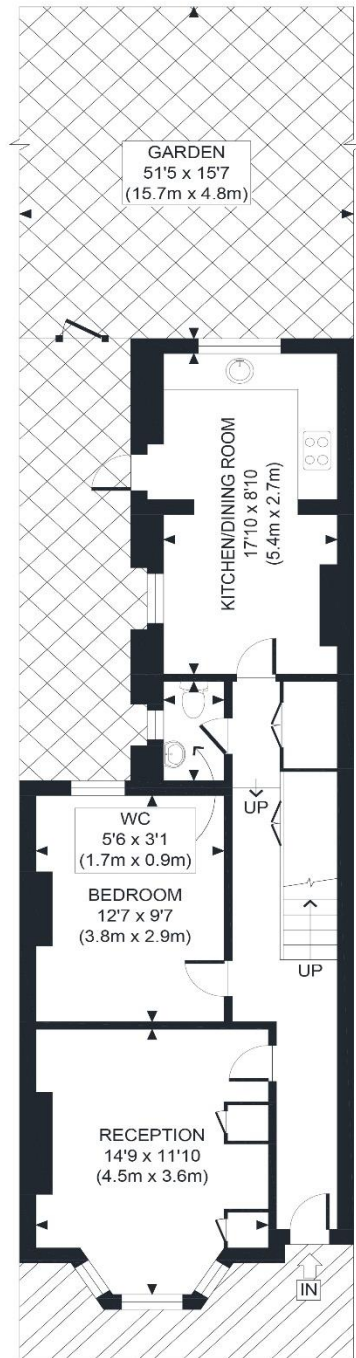 GARDEN
51'5 x 15'7
(15.7m x 4.8m)
KITCHEN/DINING ROOM
17'10 x 8'10
(5.4m x 2.7m)
UP
WC
5'6 x 3'1
(1.7m x 0.9m)
BEDROOM
12'7 x 9'7
(3.8m x 2.9m)
UP
RECEPTION
14'9 x 11'10
(4.5m x 3.6m)
IN